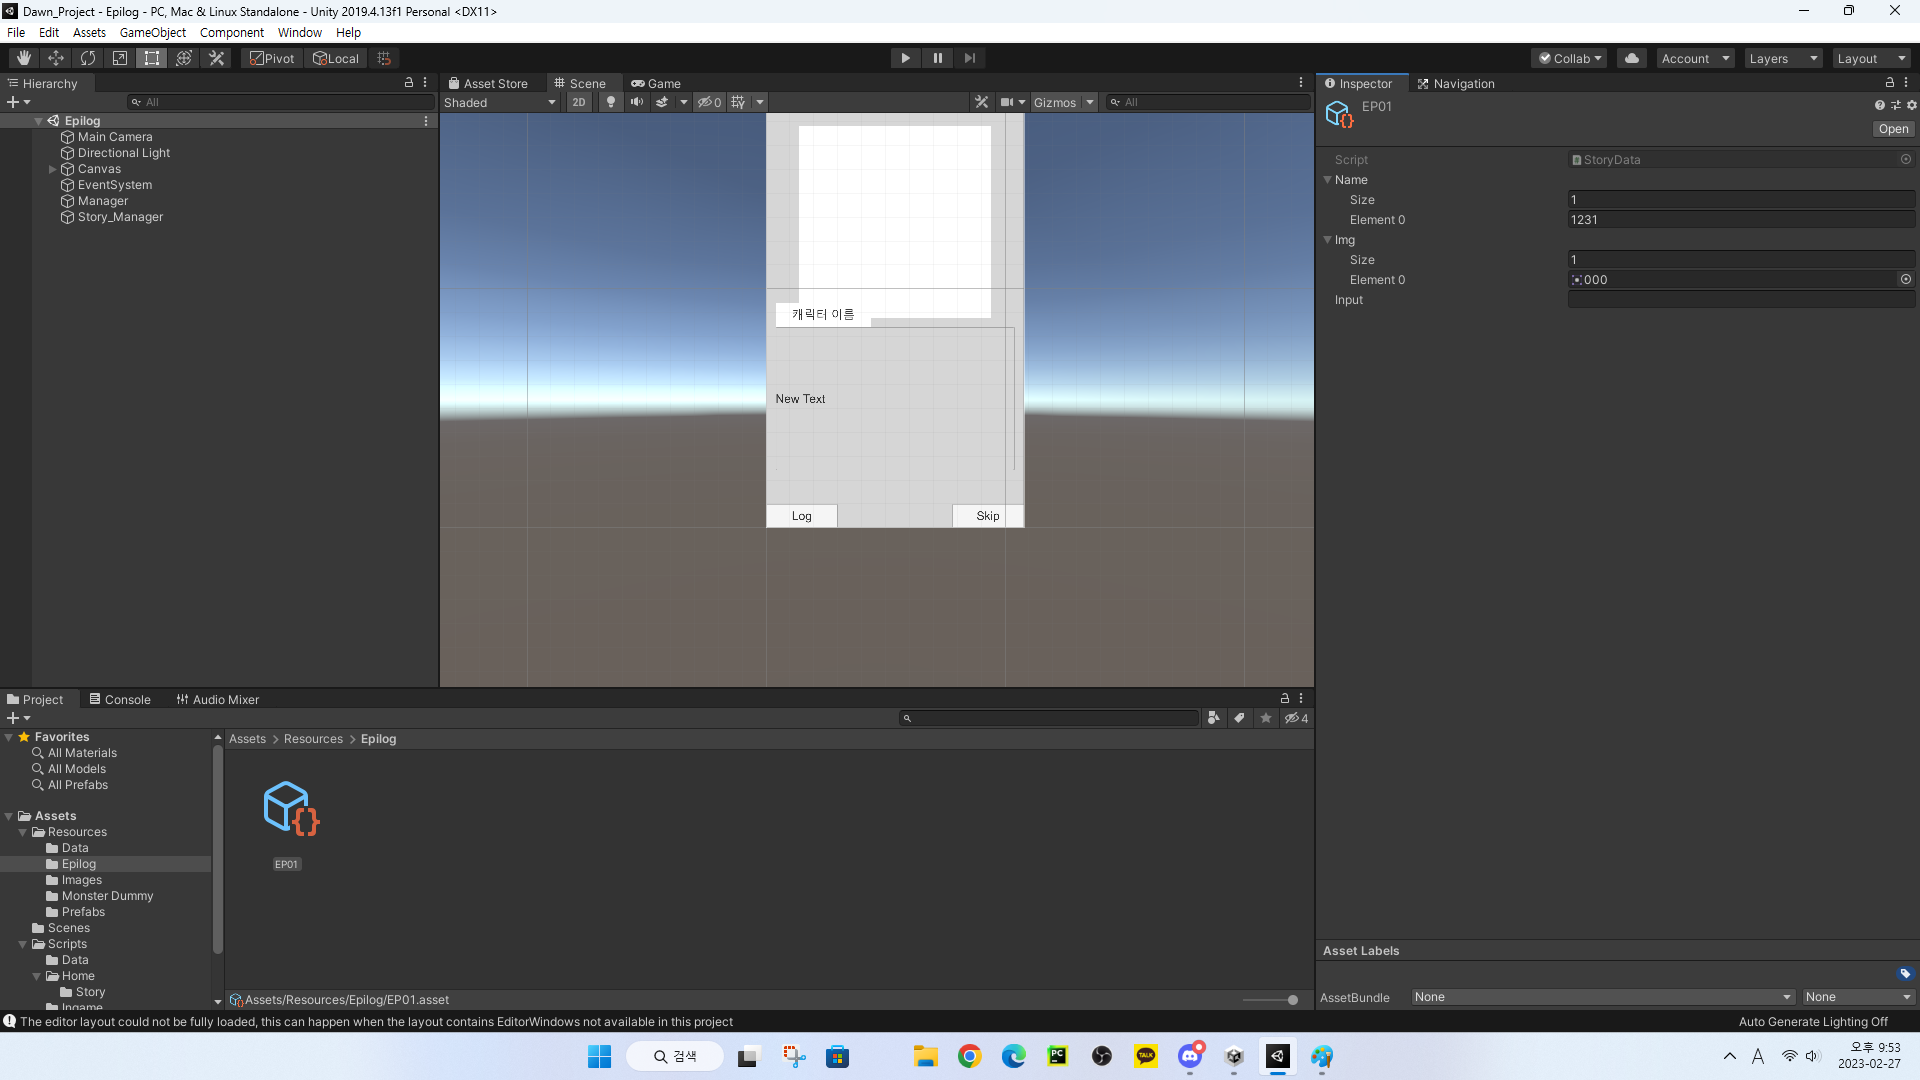 Dawn_Project - Epilog - PC, Mac & Linux Standalone - Unity 2019.4.13f1 Personal <DX11>
File Edit Assets GameObject Component Window Help
Pivot Local Collab Account Layers Layout
Hierarchy
All
Epilog
Main Camera
Directional Light
Canvas
EventSystem
Manager
Story_Manager
Asset Store Scene Game
Shaded 2D 0 Gizmos All
캐릭터 이름
New Text
Log Skip
Inspector Navigation
EP01
Open
Script StoryData
Name
Size 1
Element 0 1231
Img
Size 1
Element 0 000
Input
Asset Labels
AssetBundle None None
Project Console Audio Mixer
4
Favorites
All Materials
All Models
All Prefabs
Assets
Resources
Data
Epilog
Images
Monster Dummy
Prefabs
Scenes
Scripts
Data
Home
Story
Ingame
Assets > Resources > Epilog
EP01
Assets/Resources/Epilog/EP01.asset
The editor layout could not be fully loaded, this can happen when the layout contains EditorWindows not available in this project
Auto Generate Lighting Off
검색
PC
TALK
A
오후 9:53
2023-02-27